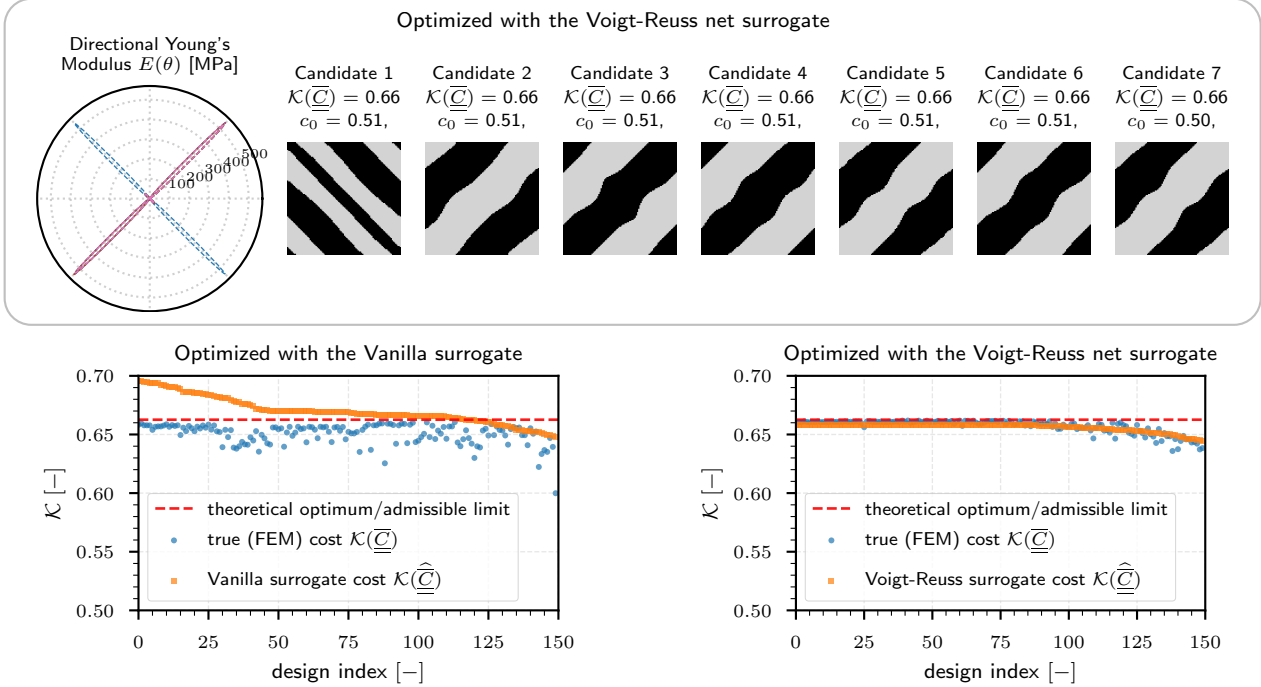 Optimized with the Voigt-Reuss net surrogate
Directional Young's
Modulus E(θ) [MPa]
100
200
300
400
500
Candidate 1
𝒦(C̿) = 0.66
c₀ = 0.51,
Candidate 2
𝒦(C̿) = 0.66
c₀ = 0.51,
Candidate 3
𝒦(C̿) = 0.66
c₀ = 0.51,
Candidate 4
𝒦(C̿) = 0.66
c₀ = 0.51,
Candidate 5
𝒦(C̿) = 0.66
c₀ = 0.51,
Candidate 6
𝒦(C̿) = 0.66
c₀ = 0.51,
Candidate 7
𝒦(C̿) = 0.66
c₀ = 0.50,
Optimized with the Vanilla surrogate
𝒦 [−]
0.70
0.65
0.60
0.55
0.50
theoretical optimum/admissible limit
true (FEM) cost 𝒦(C̿)
Vanilla surrogate cost 𝒦(C̿̂)
0
25
50
75
100
125
150
design index [−]
Optimized with the Voigt-Reuss net surrogate
𝒦 [−]
0.70
0.65
0.60
0.55
0.50
theoretical optimum/admissible limit
true (FEM) cost 𝒦(C̿)
Voigt-Reuss surrogate cost 𝒦(C̿̂)
0
25
50
75
100
125
150
design index [−]